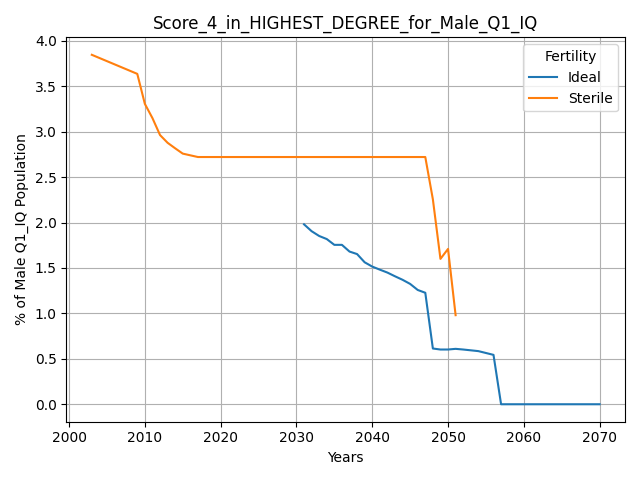 Score_4_in_HIGHEST_DEGREE_for_Male_Q1_IQ
% of Male Q1_IQ Population
4.0
3.5
3.0
2.5
2.0
1.5
1.0
0.5
0.0
Fertility
Ideal
Sterile
2000 2010 2020 2030 2040 2050 2060 2070
Years